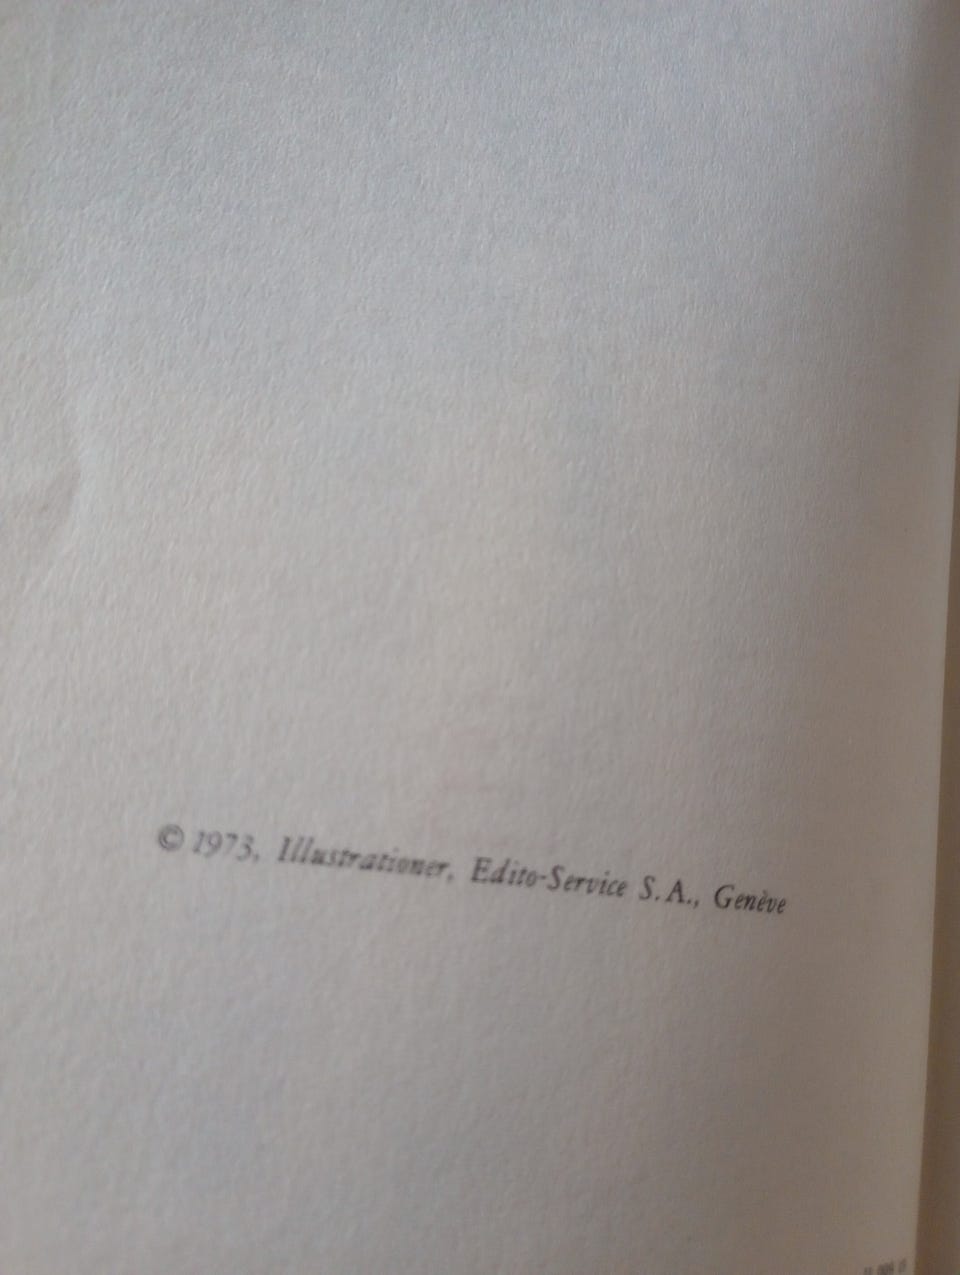 © 1973, Illustrationer, Edito-Service S.A., Genève